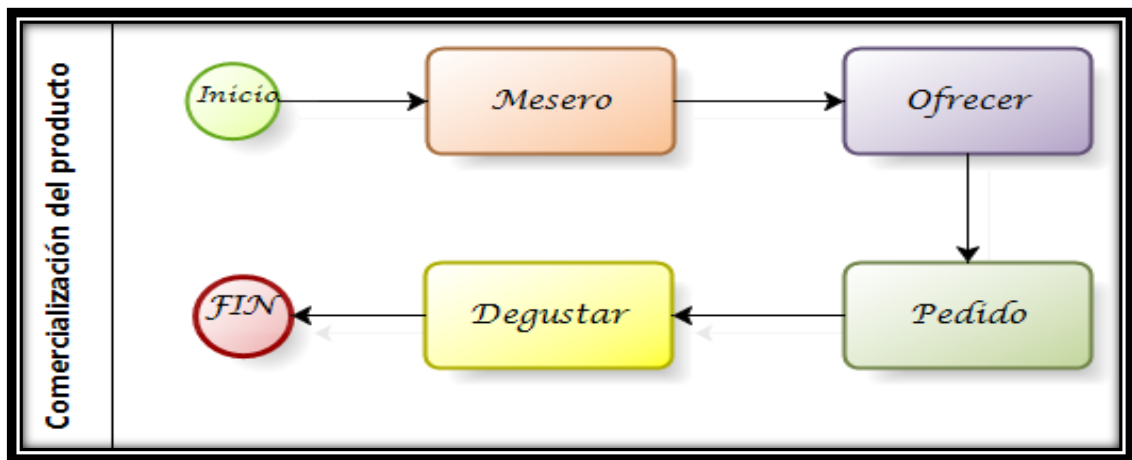 Comercialización del producto
Inicio
Mesero
Ofrecer
Pedido
Degustar
FIN